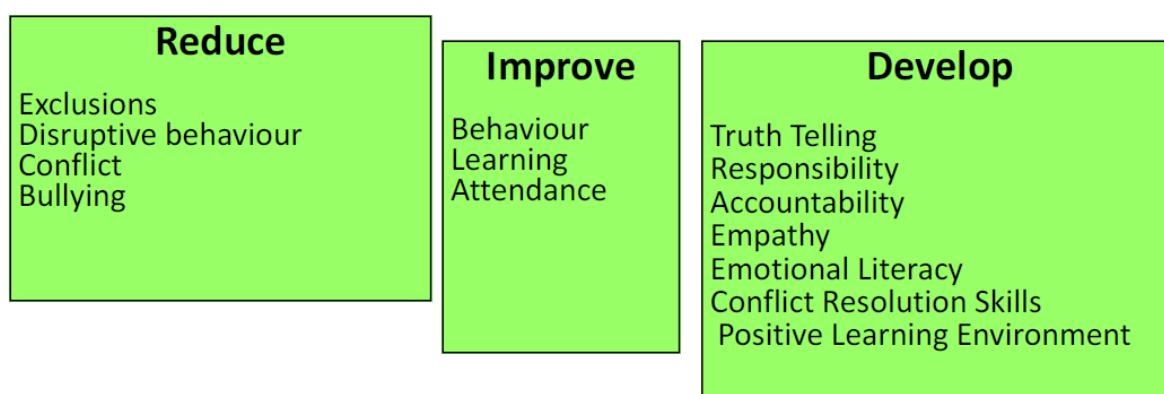 Reduce
Exclusions
Disruptive behaviour
Conflict
Bullying
Improve
Behaviour
Learning
Attendance
Develop
Truth Telling
Responsibility
Accountability
Empathy
Emotional Literacy
Conflict Resolution Skills
Positive Learning Environment